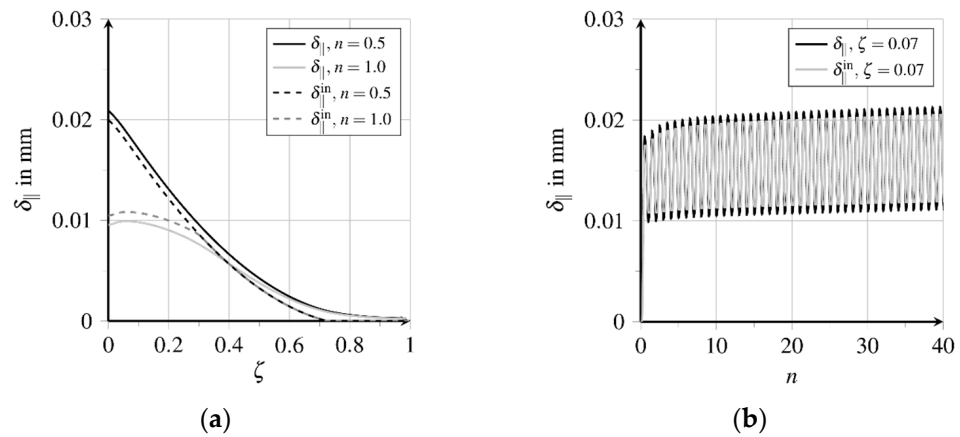 0.03
0.02
0.01
0
δ∥ in mm
δ∥, n = 0.5
δ∥, n = 1.0
δ∥^in, n = 0.5
δ∥^in, n = 1.0
0 0.2 0.4 0.6 0.8 1
ζ
(a)
0.03
0.02
0.01
0
δ∥ in mm
δ∥, ζ = 0.07
δ∥^in, ζ = 0.07
0 10 20 30 40
n
(b)